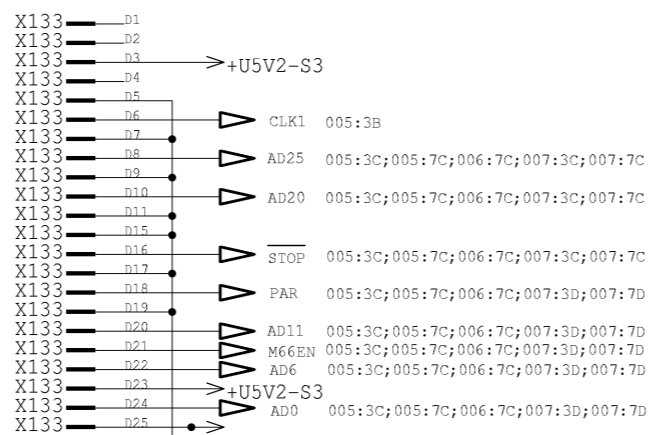 X133 D1
X133 D2
X133 D3 +U5V2-S3
X133 D4
X133 D5
X133 D6 CLK1 005:3B
X133 D7
X133 D8 AD25 005:3C;005:7C;006:7C;007:3C;007:7C
X133 D9
X133 D10 AD20 005:3C;005:7C;006:7C;007:3C;007:7C
X133 D11
X133 D15
X133 D16 STOP 005:3C;005:7C;006:7C;007:3C;007:7C
X133 D17
X133 D18 PAR 005:3C;005:7C;006:7C;007:3D;007:7D
X133 D19
X133 D20 AD11 005:3C;005:7C;006:7C;007:3D;007:7D
X133 D21 M66EN 005:3C;005:7C;006:7C;007:3D;007:7D
X133 D22 AD6 005:3C;005:7C;006:7C;007:3D;007:7D
X133 D23 +U5V2-S3
X133 D24 AD0 005:3C;005:7C;006:7C;007:3D;007:7D
X133 D25